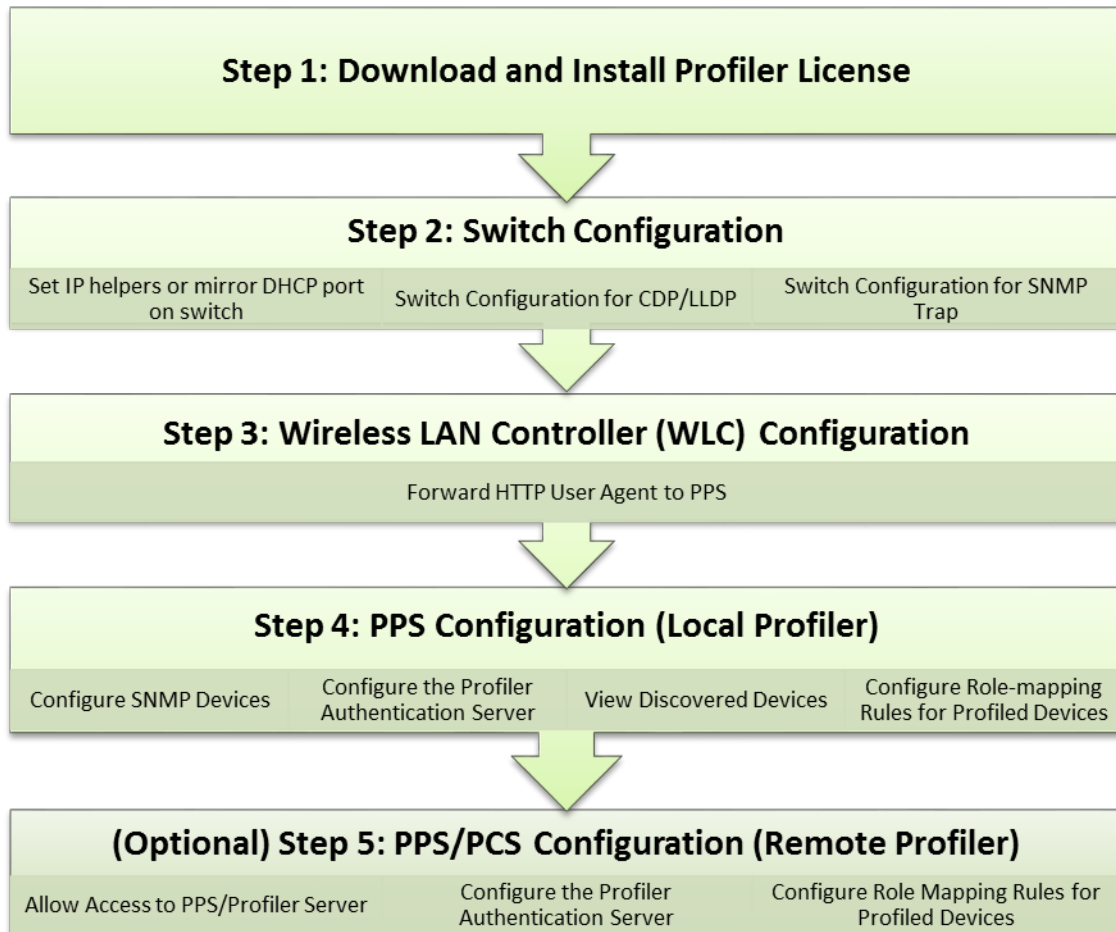 Step 1: Download and Install Profiler License
Step 2: Switch Configuration
Set IP helpers or mirror DHCP port
on switch
Switch Configuration for CDP/LLDP
Switch Configuration for SNMP
Trap
Step 3: Wireless LAN Controller (WLC) Configuration
Forward HTTP User Agent to PPS
Step 4: PPS Configuration (Local Profiler)
Configure SNMP Devices
Configure the Profiler
Authentication Server
View Discovered Devices
Configure Role-mapping
Rules for Profiled Devices
(Optional) Step 5: PPS/PCS Configuration (Remote Profiler)
Allow Access to PPS/Profiler Server
Configure the Profiler
Authentication Server
Configure Role Mapping Rules for
Profiled Devices